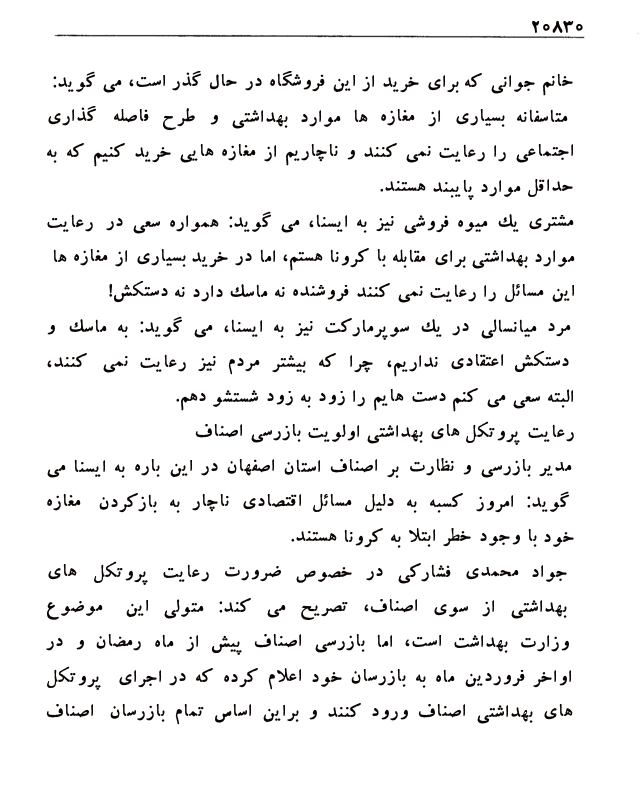 ۲۰۸۳۰
خانم جوانی که برای خرید از این فروشگاه در حال گذر است، می گوید:
متاسفانه بسیاری از مغازه ها موارد بهداشتی و طرح فاصله گذاری
اجتماعی را رعایت نمی کنند و ناچاریم از مغازه هایی خرید کنیم که به
حداقل موارد پایبند هستند.
مشتری یك میوه فروشی نیز به ایسنا، می گوید: همواره سعی در رعایت
موارد بهداشتی برای مقابله با کرونا هستم، اما در خرید بسیاری از مغازه ها
این مسائل را رعایت نمی کنند فروشنده نه ماسك دارد نه دستکش!
مرد میانسالی در یك سوپرمارکت نیز به ایسنا، می گوید: به ماسك و
دستکش اعتقادی نداریم، چرا که بیشتر مردم نیز رعایت نمی کنند،
البته سعی می کنم دست هایم را زود به زود شستشو دهم.
رعایت پروتکل های بهداشتی اولویت بازرسی اصناف
مدیر بازرسی و نظارت بر اصناف استان اصفهان در این باره به ایسنا می
گوید: امروز کسبه به دلیل مسائل اقتصادی ناچار به بازکردن مغازه
خود با وجود خطر ابتلا به کرونا هستند.
جواد محمدی فشارکی در خصوص ضرورت رعایت پروتکل های
بهداشتی از سوی اصناف، تصریح می کند: متولی این موضوع
وزارت بهداشت است، اما بازرسی اصناف پیش از ماه رمضان و در
اواخر فروردین ماه به بازرسان خود اعلام کرده که در اجرای پروتکل
های بهداشتی اصناف ورود کنند و براین اساس تمام بازرسان اصناف